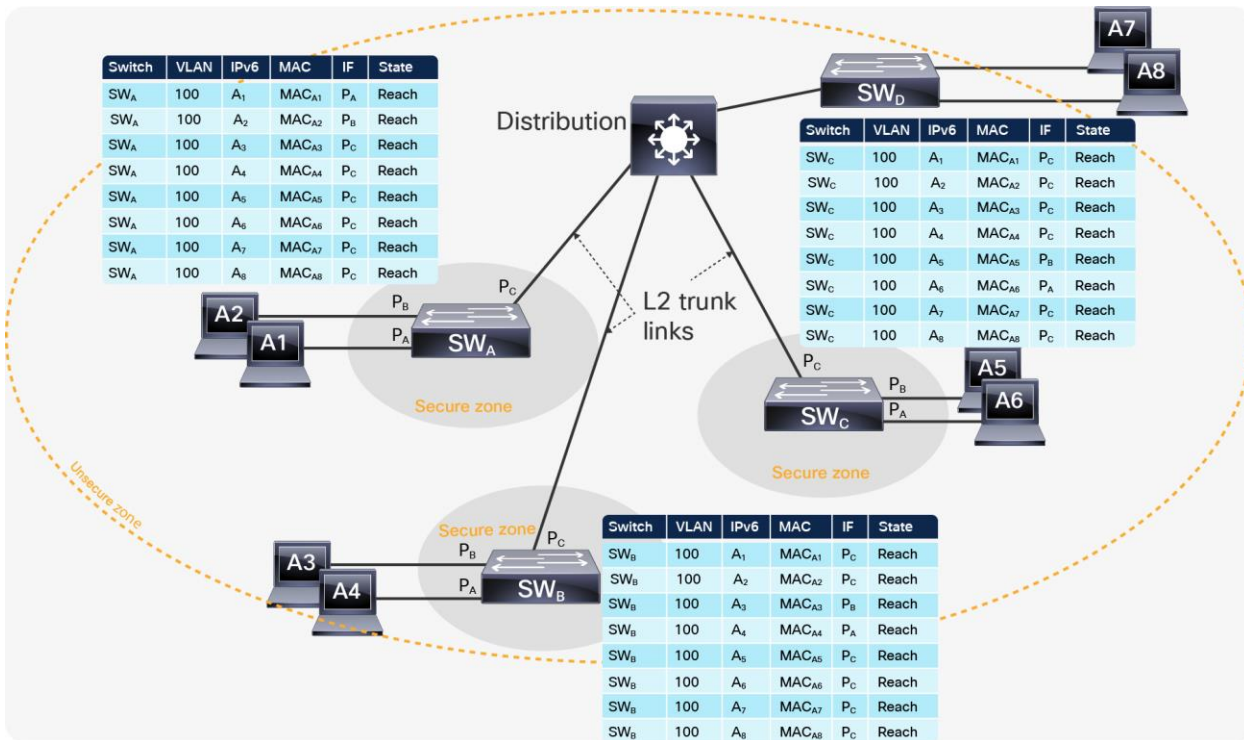 Switch VLAN IPv6 MAC IF State
SWA 100 A1 MACA1 PA Reach
SWA 100 A2 MACA2 PB Reach
SWA 100 A3 MACA3 PC Reach
SWA 100 A4 MACA4 PC Reach
SWA 100 A5 MACA5 PC Reach
SWA 100 A6 MACA6 PC Reach
SWA 100 A7 MACA7 PC Reach
SWA 100 A8 MACA8 PC Reach
Distribution
SWD
A7
A8
Switch VLAN IPv6 MAC IF State
SWC 100 A1 MACA1 PC Reach
SWC 100 A2 MACA2 PC Reach
SWC 100 A3 MACA3 PC Reach
SWC 100 A4 MACA4 PC Reach
SWC 100 A5 MACA5 PB Reach
SWC 100 A6 MACA6 PA Reach
SWC 100 A7 MACA7 PC Reach
SWC 100 A8 MACA8 PC Reach
A2
A1
PB
PA
PC
SWA
Secure zone
L2 trunk
links
PC
PB
PA
SWC
A5
A6
Secure zone
Unsecure zone
Secure zone
A3
A4
PB
PA
PC
SWB
Switch VLAN IPv6 MAC IF State
SWB 100 A1 MACA1 PC Reach
SWB 100 A2 MACA2 PC Reach
SWB 100 A3 MACA3 PB Reach
SWB 100 A4 MACA4 PA Reach
SWB 100 A5 MACA5 PC Reach
SWB 100 A6 MACA6 PC Reach
SWB 100 A7 MACA7 PC Reach
SWB 100 A8 MACA8 PC Reach